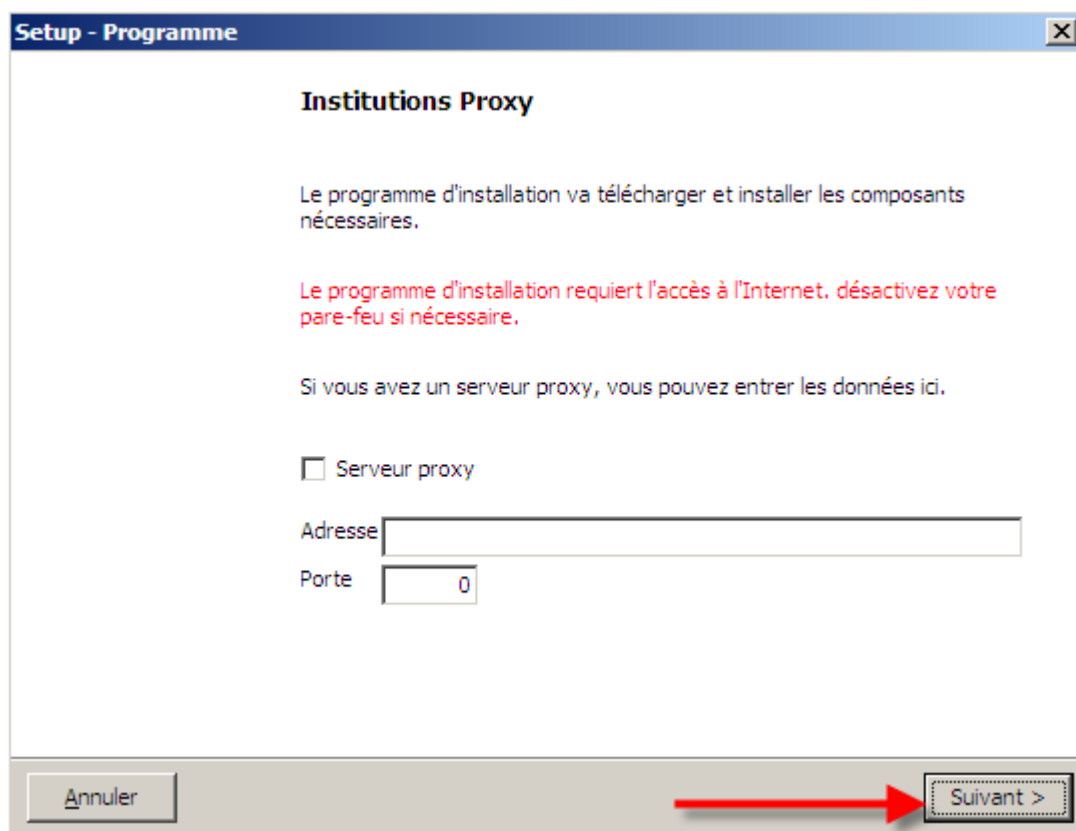 Setup - Programme
Institutions Proxy
Le programme d'installation va télécharger et installer les composants
nécessaires.
Le programme d'installation requiert l'accès à l'Internet. désactivez votre
pare-feu si nécessaire.
Si vous avez un serveur proxy, vous pouvez entrer les données ici.
Serveur proxy
Adresse
Porte 0
Annuler Suivant >